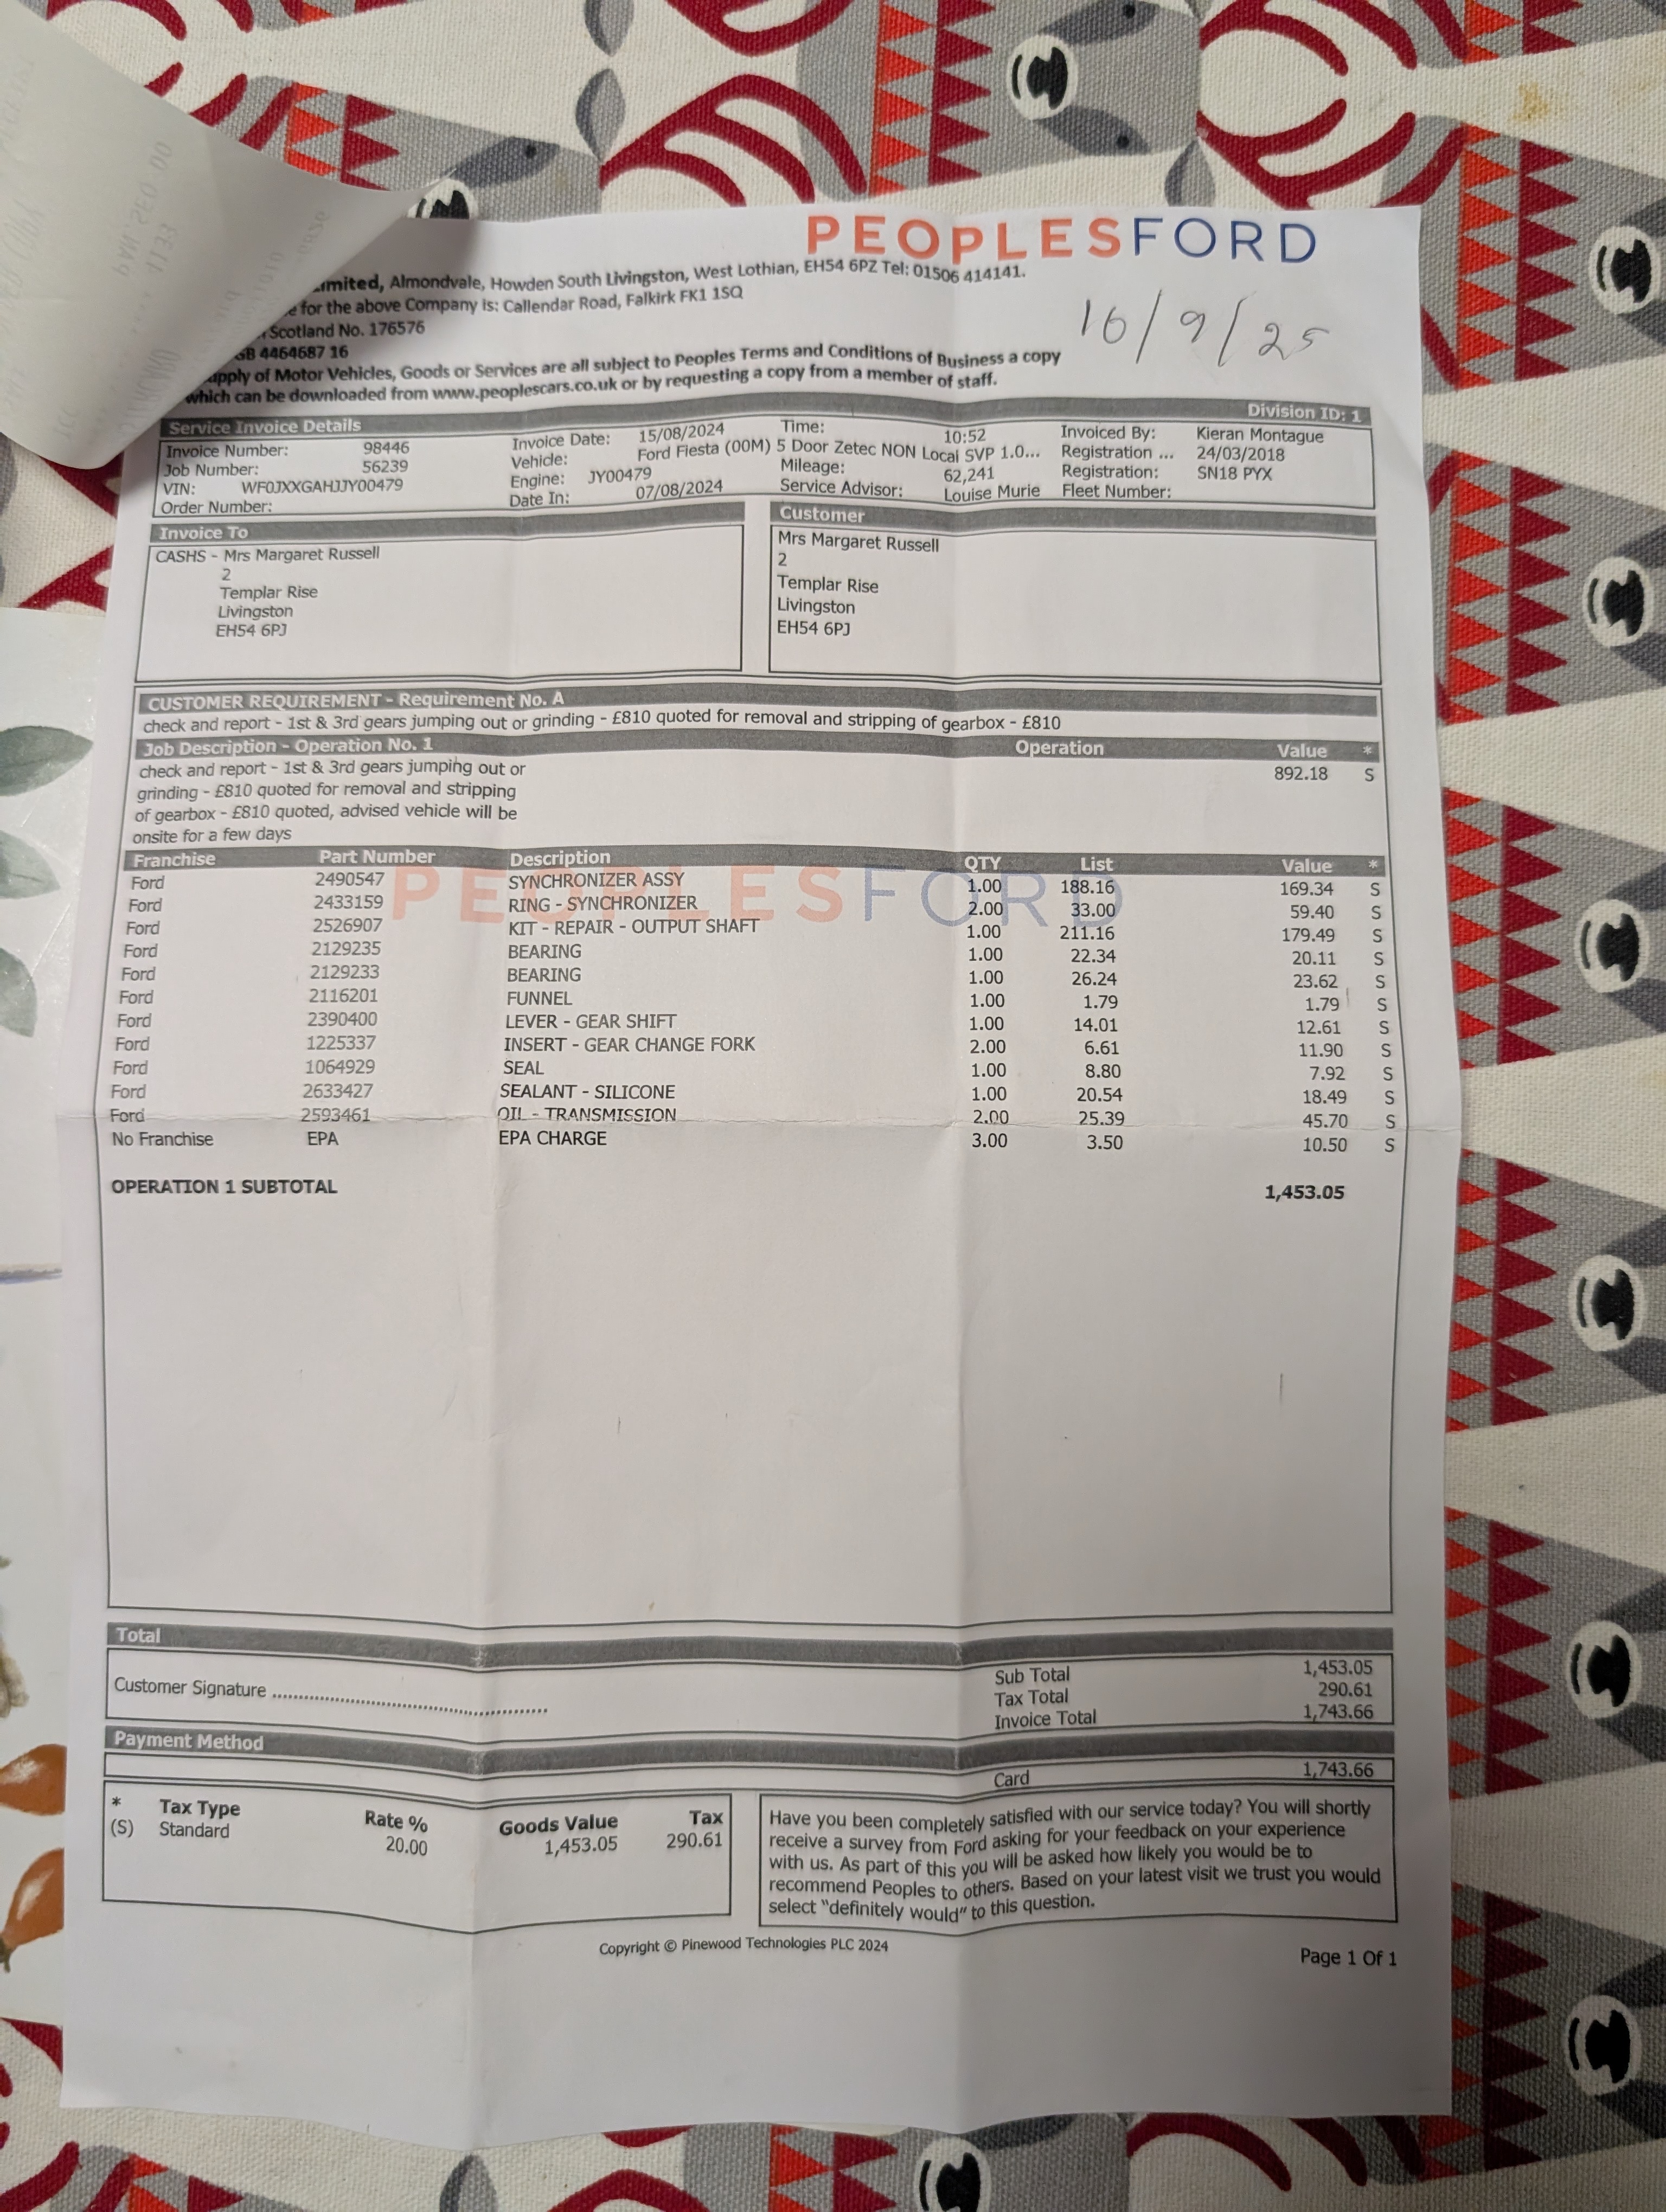 PEOPLESFORD
Limited, Almondvale, Howden South Livingston, West Lothian, EH54 6PZ Tel: 01506 414141.
for the above Company is: Callendar Road, Falkirk FK1 1SQ
Scotland No. 176576
GB 4464687 16
16/9/25
of Motor Vehicles, Goods or Services are all subject to Peoples Terms and Conditions of Business a copy
which can be downloaded from www.peoplescars.co.uk or by requesting a copy from a member of staff.
Division ID: 1
Service Invoice Details
Invoice Number: 98446 Invoice Date: 15/08/2024 Time: 10:52 Invoiced By: Kieran Montague
Job Number: 56239 Vehicle: Ford Fiesta (00M) 5 Door Zetec NON Local SVP 1.0... Registration ... 24/03/2018
VIN: WF0JXXGAHJJY00479 Engine: JY00479 Mileage: 62,241 Registration: SN18 PYX
Order Number: Date In: 07/08/2024 Service Advisor: Louise Murie Fleet Number:
Invoice To
CASHS - Mrs Margaret Russell
2
Templar Rise
Livingston
EH54 6PJ
Customer
Mrs Margaret Russell
2
Templar Rise
Livingston
EH54 6PJ
CUSTOMER REQUIREMENT - Requirement No. A
check and report - 1st & 3rd gears jumping out or grinding - £810 quoted for removal and stripping of gearbox - £810
Job Description - Operation No. 1 Operation Value *
check and report - 1st & 3rd gears jumping out or 892.18 S
grinding - £810 quoted for removal and stripping
of gearbox - £810 quoted, advised vehicle will be
onsite for a few days
Franchise Part Number Description QTY List Value *
PEOPLESFORD
Ford 2490547 SYNCHRONIZER ASSY 1.00 188.16 169.34 S
Ford 2433159 RING - SYNCHRONIZER 2.00 33.00 59.40 S
Ford 2526907 KIT - REPAIR - OUTPUT SHAFT 1.00 211.16 179.49 S
Ford 2129235 BEARING 1.00 22.34 20.11 S
Ford 2129233 BEARING 1.00 26.24 23.62 S
Ford 2116201 FUNNEL 1.00 1.79 1.79 S
Ford 2390400 LEVER - GEAR SHIFT 1.00 14.01 12.61 S
Ford 1225337 INSERT - GEAR CHANGE FORK 2.00 6.61 11.90 S
Ford 1064929 SEAL 1.00 8.80 7.92 S
Ford 2633427 SEALANT - SILICONE 1.00 20.54 18.49 S
Ford 2593461 OIL - TRANSMISSION 2.00 25.39 45.70 S
No Franchise EPA EPA CHARGE 3.00 3.50 10.50 S
OPERATION 1 SUBTOTAL 1,453.05
Total
Customer Signature ..................................................
Sub Total 1,453.05
Tax Total 290.61
Invoice Total 1,743.66
Payment Method
Card 1,743.66
* Tax Type Rate % Goods Value Tax
(S) Standard 20.00 1,453.05 290.61
Have you been completely satisfied with our service today? You will shortly
receive a survey from Ford asking for your feedback on your experience
with us. As part of this you will be asked how likely you would be to
recommend Peoples to others. Based on your latest visit we trust you would
select "definitely would" to this question.
Copyright © Pinewood Technologies PLC 2024
Page 1 Of 1